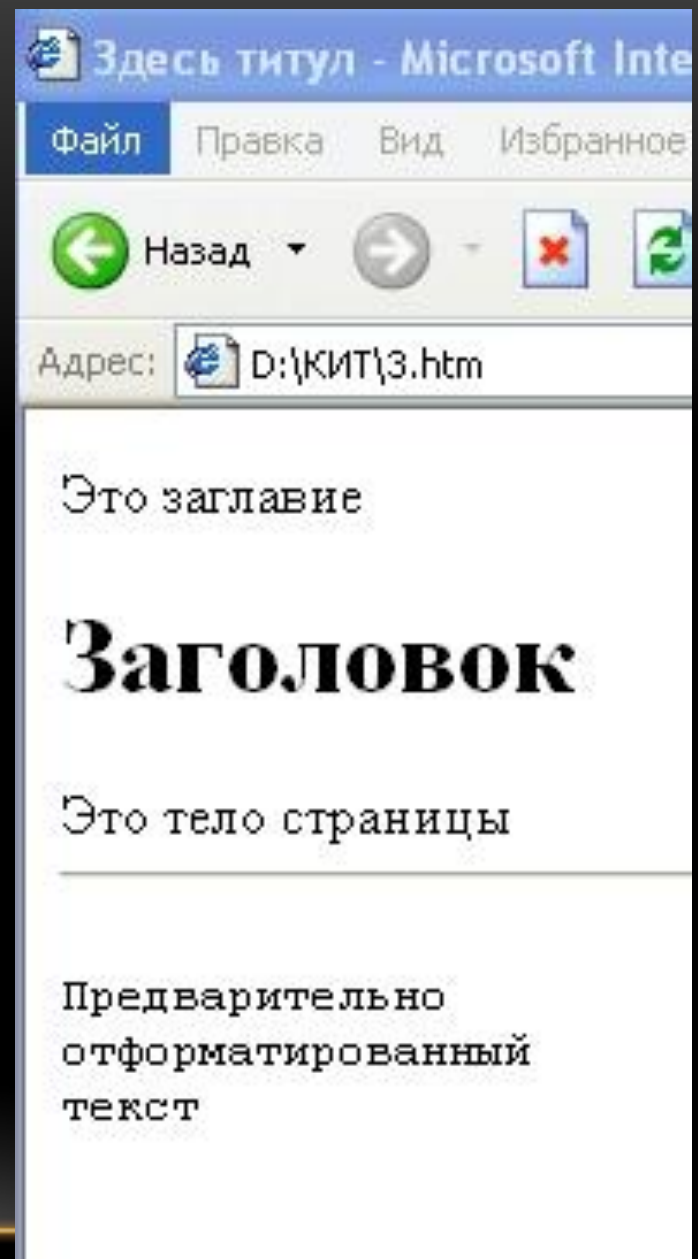 Здесь титул - Microsoft Inte
Файл Правка Вид Избранное
Назад
Адрес: D:\КИТ\3.htm
Это заглавие
Заголовок
Это тело страницы
Предварительно
отформатированный
текст